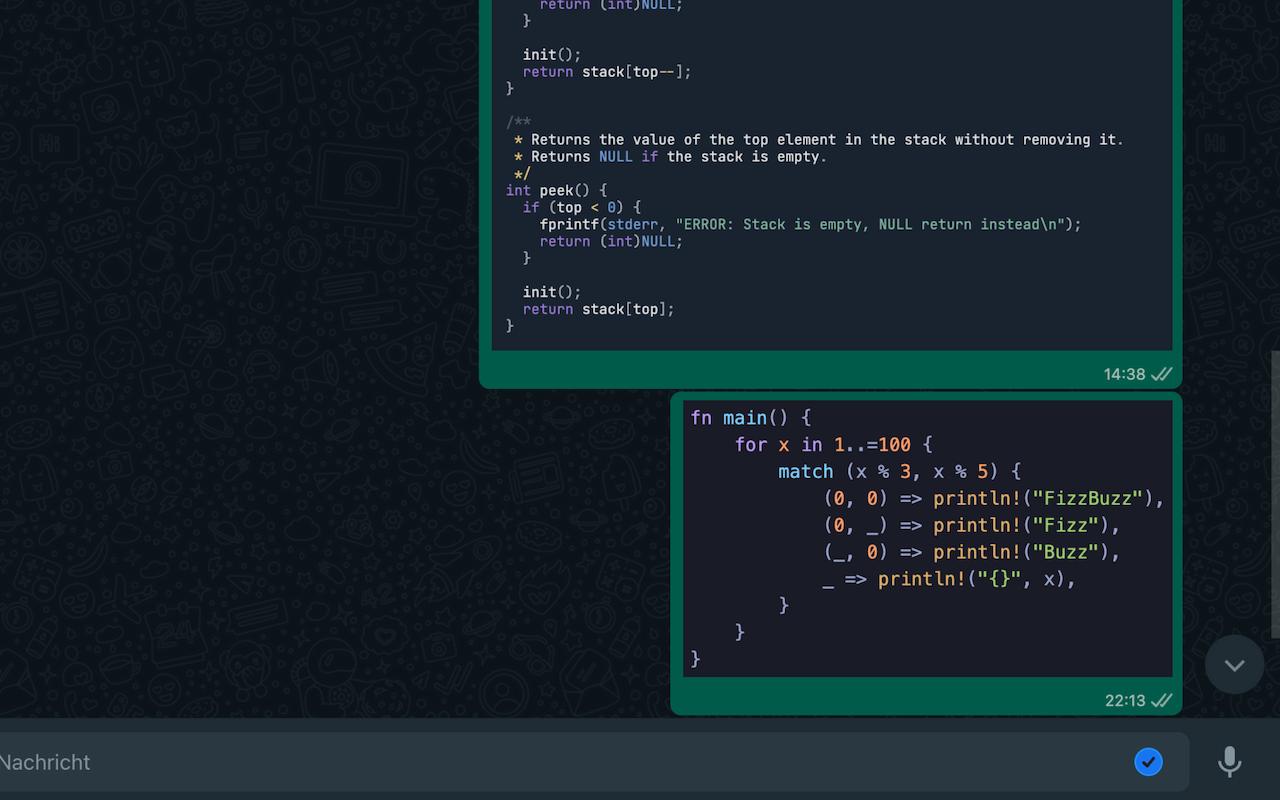 return (int)NULL;
}
init();
return stack[top--];
}
/**
* Returns the value of the top element in the stack without removing it.
* Returns NULL if the stack is empty.
*/
int peek() {
if (top < 0) {
fprintf(stderr, "ERROR: Stack is empty, NULL return instead\n");
return (int)NULL;
}
init();
return stack[top];
}
14:38
fn main() {
for x in 1..=100 {
match (x % 3, x % 5) {
(0, 0) => println!("FizzBuzz"),
(0, _) => println!("Fizz"),
(_, 0) => println!("Buzz"),
_ => println!("{}", x),
}
}
}
22:13
Nachricht